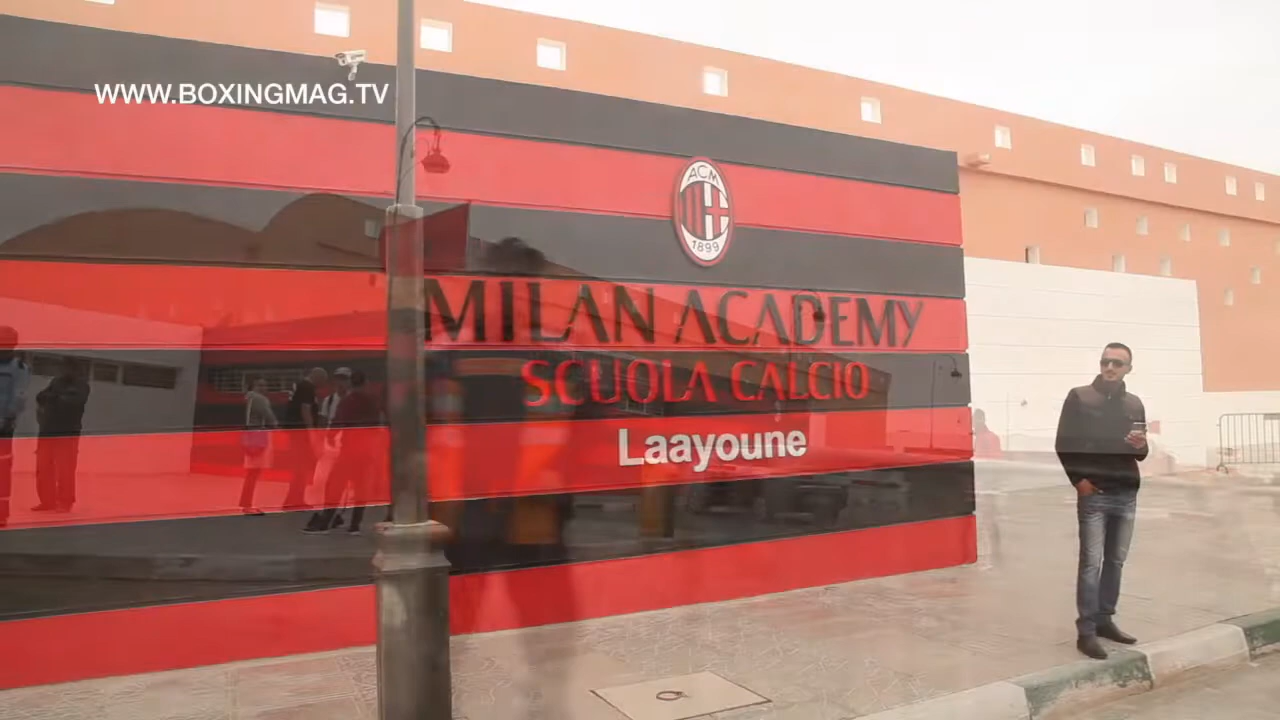 WWW.BOXINGMAG.TV
ACM
1899
MILAN ACADEMY
SCUOLA CALCIO
Laayoune